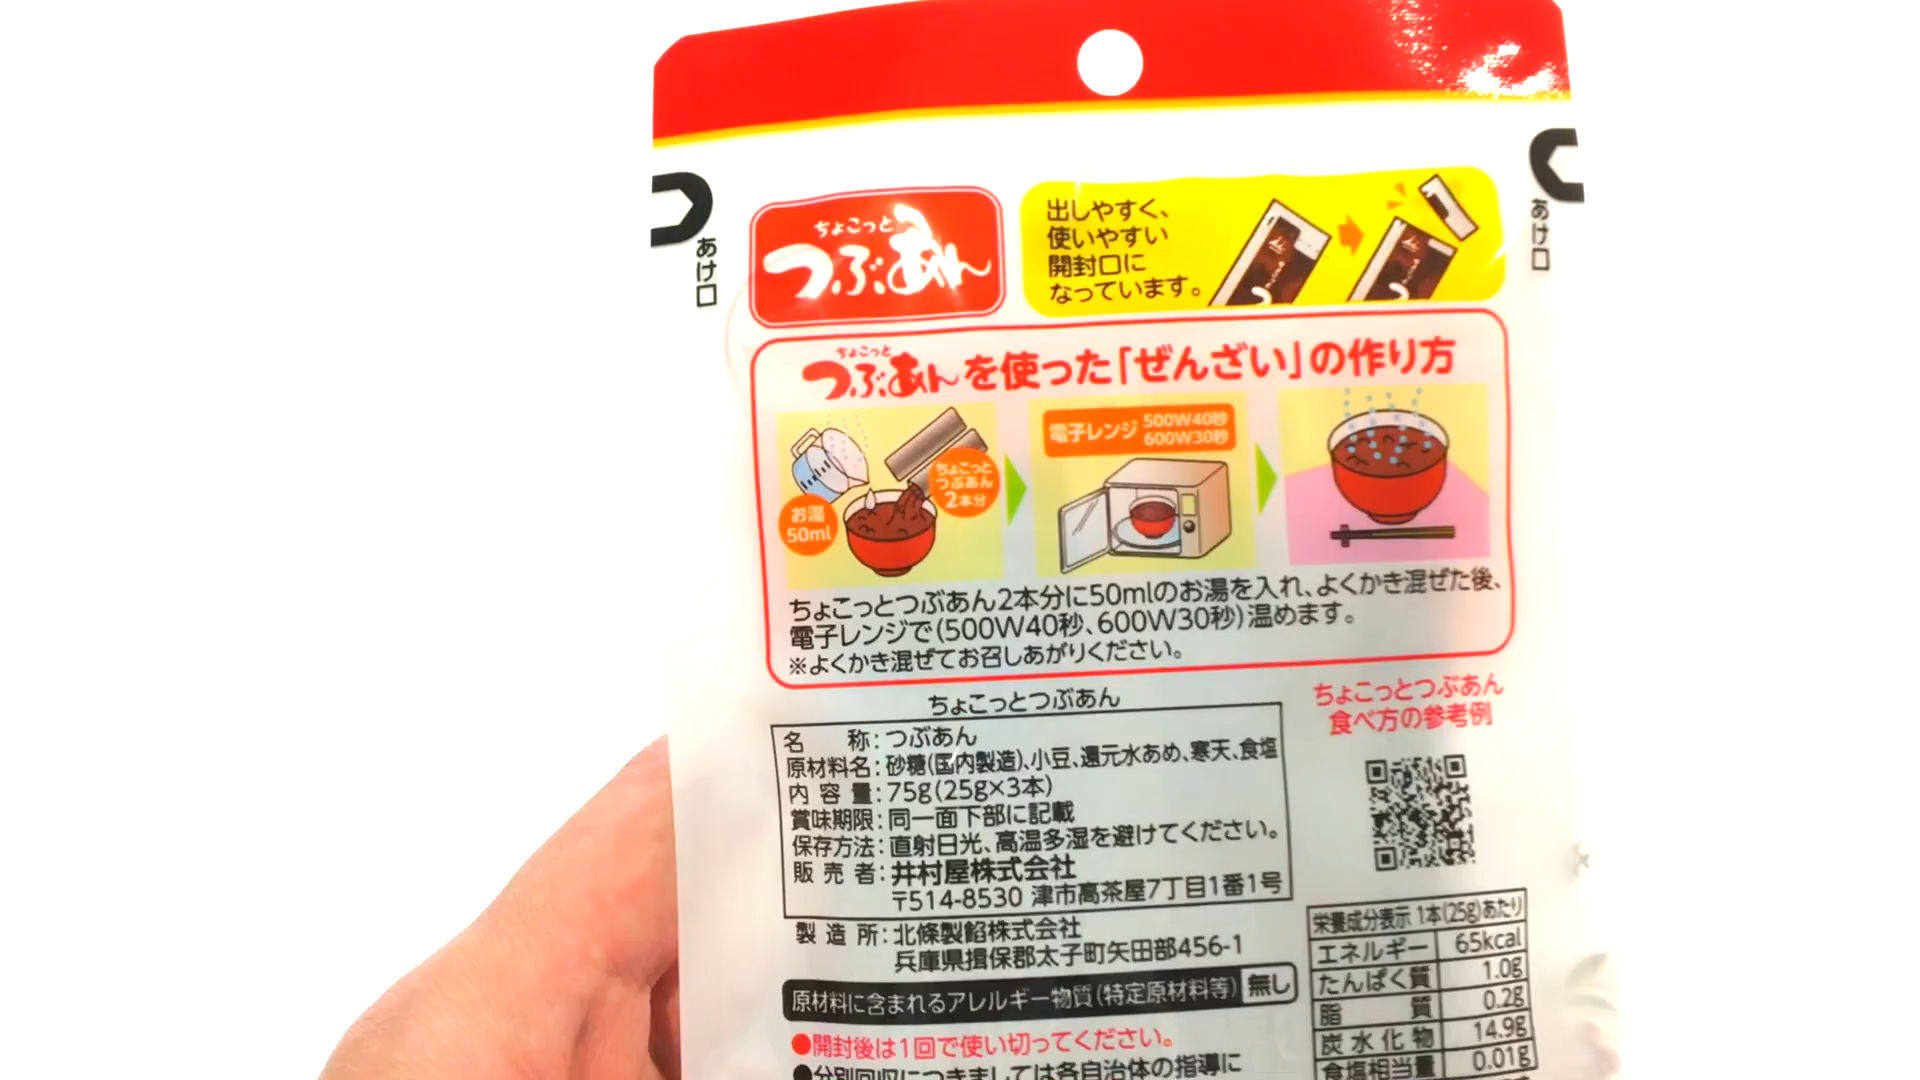 あけ口
あけ口
ちょこっと
つぶあん
出しやすく、
使いやすい
開封口に
なっています。
ちょこっと
つぶあんを使った「ぜんざい」の作り方
お湯
50ml
ちょこっと
つぶあん
2本分
電子レンジ 500W40秒
600W30秒
ちょこっとつぶあん2本分に50mlのお湯を入れ、よくかき混ぜた後、
電子レンジで(500W40秒、600W30秒)温めます。
※よくかき混ぜてお召しあがりください。
ちょこっとつぶあん
名称:つぶあん
原材料名:砂糖(国内製造)、小豆、還元水あめ、寒天、食塩
内容量:75g(25g×3本)
賞味期限:同一面下部に記載
保存方法:直射日光、高温多湿を避けてください。
販売者:井村屋株式会社
〒514-8530 津市高茶屋7丁目1番1号
製造所:北條製餡株式会社
兵庫県揖保郡太子町矢田部456-1
原材料に含まれるアレルギー物質(特定原材料等) 無し
●開封後は1回で使い切ってください。
●分別回収につきましては各自治体の指導に
ちょこっとつぶあん
食べ方の参考例
栄養成分表示 1本(25g)あたり
エネルギー 65kcal
たんぱく質 1.0g
脂質 0.2g
炭水化物 14.9g
食塩相当量 0.01g